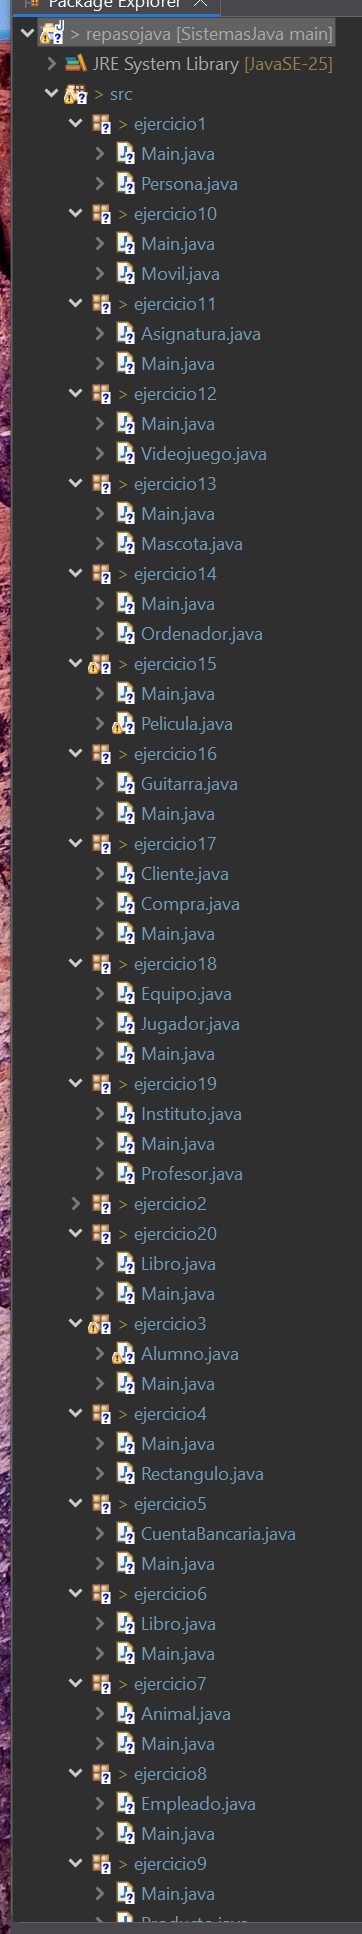 Package Explorer
> repasojava [SistemasJava main]
JRE System Library [JavaSE-25]
> src
> ejercicio1
Main.java
Persona.java
> ejercicio10
Main.java
Movil.java
> ejercicio11
Asignatura.java
Main.java
> ejercicio12
Main.java
Videojuego.java
> ejercicio13
Main.java
Mascota.java
> ejercicio14
Main.java
Ordenador.java
> ejercicio15
Main.java
Pelicula.java
> ejercicio16
Guitarra.java
Main.java
> ejercicio17
Cliente.java
Compra.java
Main.java
> ejercicio18
Equipo.java
Jugador.java
Main.java
> ejercicio19
Instituto.java
Main.java
Profesor.java
> ejercicio2
> ejercicio20
Libro.java
Main.java
> ejercicio3
Alumno.java
Main.java
> ejercicio4
Main.java
Rectangulo.java
> ejercicio5
CuentaBancaria.java
Main.java
> ejercicio6
Libro.java
Main.java
> ejercicio7
Animal.java
Main.java
> ejercicio8
Empleado.java
Main.java
> ejercicio9
Main.java
Producto.java